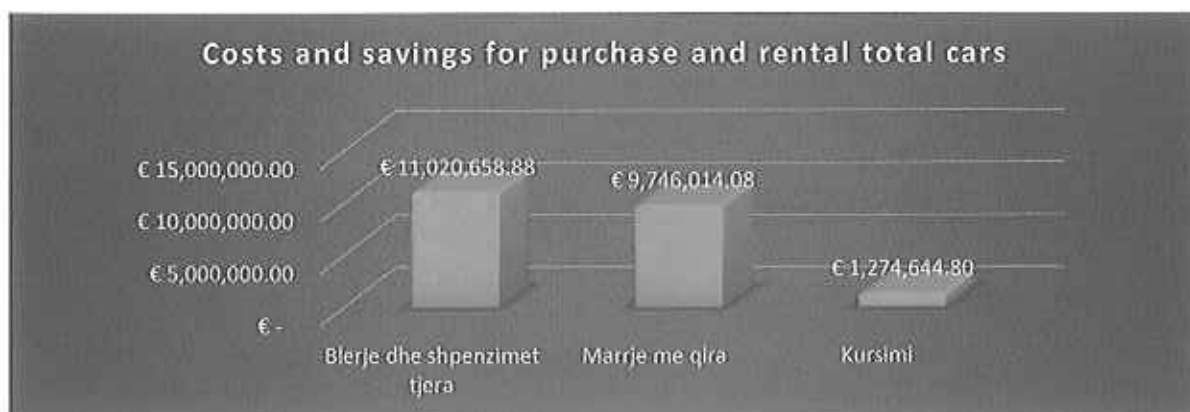 Costs and savings for purchase and rental total cars
€ 15,000,000.00
€ 10,000,000.00
€ 5,000,000.00
€ -
€ 11,020,658.88
€ 9,746,014.08
€ 1,274,644.80
Blerje dhe shpenzimet
tjera
Marrje me qira
Kursimi